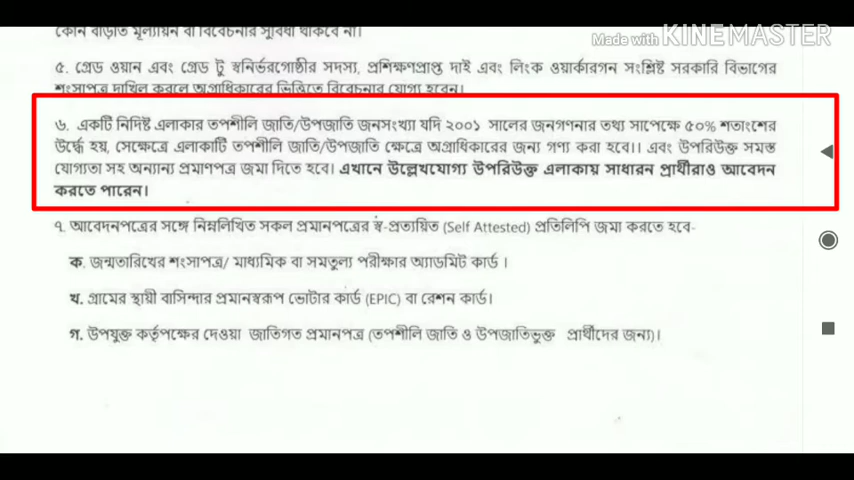 কোন বাড়তি মূল্যায়ন বা বিবেচনার সুবিধা থাকবে না।
Made with KINEMASTER
৫. গ্রেড ওয়ান এবং গ্রেড টু স্বনির্ভরগোষ্ঠীর সদস্য, প্রশিক্ষণপ্রাপ্ত দাই এবং লিংক ওয়ার্কারগন সংশ্লিষ্ট সরকারি বিভাগের
শংসাপত্র দাখিল করলে অগ্রাধিকারের ভিত্তিতে বিবেচনার যোগ্য হবেন।
৬. একটি নির্দিষ্ট এলাকার তপশীলি জাতি/উপজাতি জনসংখ্যা যদি ২০০১ সালের জনগণনার তথ্য সাপেক্ষে ৫০% শতাংশের
উর্দ্ধে হয়, সেক্ষেত্রে এলাকাটি তপশীলি জাতি/উপজাতি ক্ষেত্রে অগ্রাধিকারের জন্য গণ্য করা হবে।। এবং উপরিউক্ত সমস্ত
যোগ্যতা সহ অন্যান্য প্রমাণপত্র জমা দিতে হবে। এখানে উল্লেখযোগ্য উপরিউক্ত এলাকায় সাধারন প্রার্থীরাও আবেদন
করতে পারেন।
৭. আবেদনপত্রের সঙ্গে নিম্নলিখিত সকল প্রমানপত্রের স্ব-প্রত্যয়িত (Self Attested) প্রতিলিপি জমা করতে হবে-
ক. জন্মতারিখের শংসাপত্র/ মাধ্যমিক বা সমতুল্য পরীক্ষার অ্যাডমিট কার্ড।
খ. গ্রামের স্থায়ী বাসিন্দার প্রমানস্বরূপ ভোটার কার্ড (EPIC) বা রেশন কার্ড।
গ. উপযুক্ত কর্তৃপক্ষের দেওয়া জাতিগত প্রমানপত্র (তপশীলি জাতি ও উপজাতিভুক্ত প্রার্থীদের জন্য)।